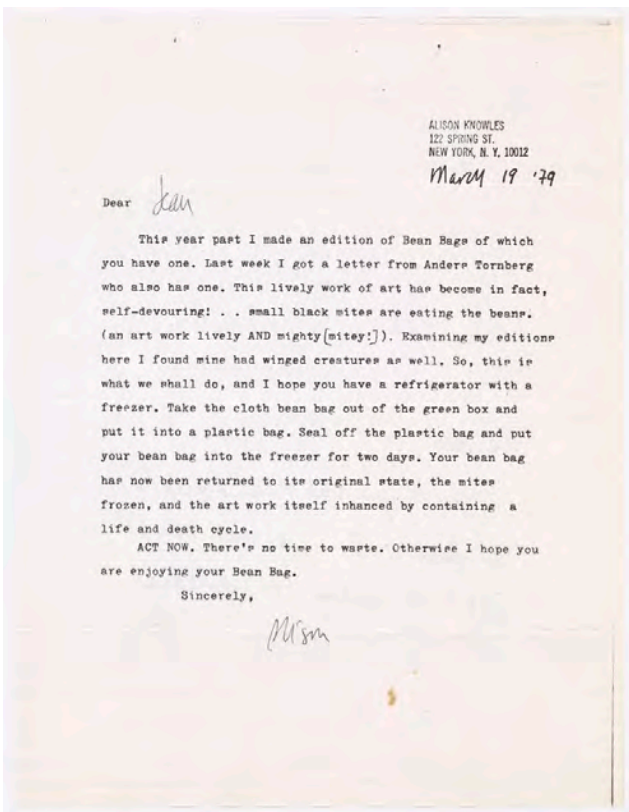 ALISON KNOWLES
122 SPRING ST.
NEW YORK, N. Y. 10012
March 19 '79
Dear Jean
This year past I made an edition of Bean Bags of which
you have one. Last week I got a letter from Anders Tornberg
who also has one. This lively work of art has become in fact,
self-devouring! . . small black mites are eating the beans.
(an art work lively AND mighty[mitey!]). Examining my editions
here I found mine had winged creatures as well. So, this is
what we shall do, and I hope you have a refrigerator with a
freezer. Take the cloth bean bag out of the green box and
put it into a plastic bag. Seal off the plastic bag and put
your bean bag into the freezer for two days. Your bean bag
has now been returned to its original state, the mites
frozen, and the art work itself inhanced by containing a
life and death cycle.
ACT NOW. There's no time to waste. Otherwise I hope you
are enjoying your Bean Bag.
Sincerely,
Alison